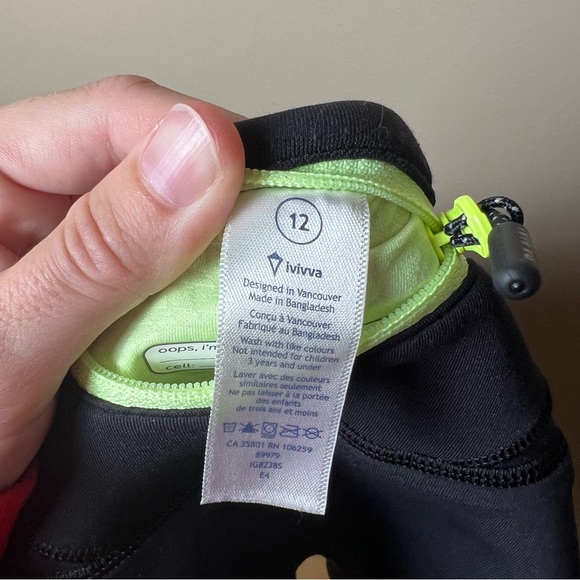 12
ivivva
Designed in Vancouver
Made in Bangladesh
Conçu à Vancouver
Fabriqué au Bangladesh
Wash with like colours
Not intended for children
3 years and under
Laver avec des couleurs
similaires seulement
Ne pas laisser à la portée
des enfants
de trois ans et moins
CA 35801 RN 106259
69979
IG8Z38S
E4
oops, i'm
cell: